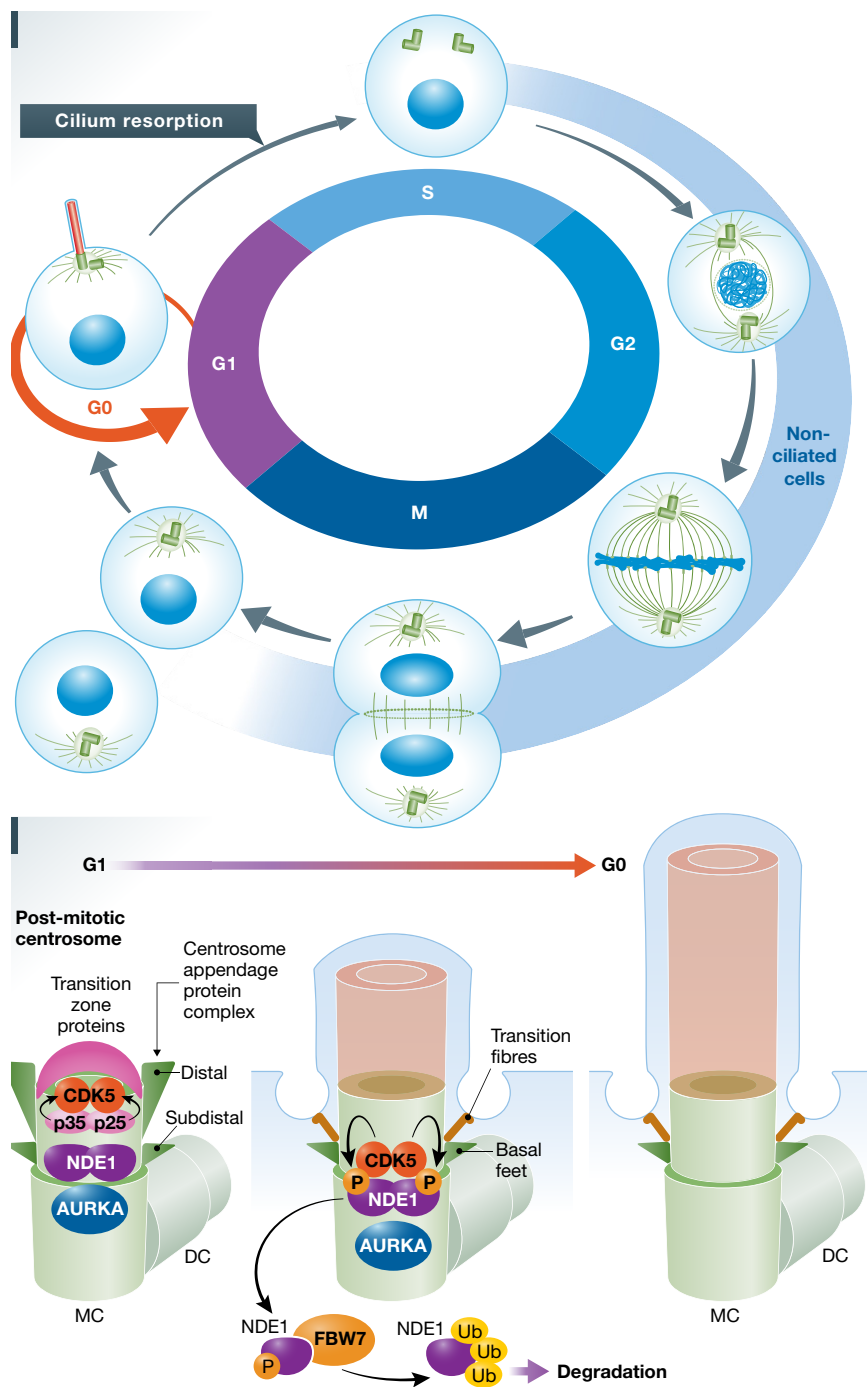 Cilium resorption
S
G2
G1
M
G0
Non-
ciliated
cells
G1
G0
Post-mitotic
centrosome
Transition
zone
proteins
Centrosome
appendage
protein
complex
Distal
Subdistal
CDK5
p35 p25
NDE1
AURKA
DC
MC
Transition
fibres
Basal
feet
CDK5
P
P
NDE1
AURKA
NDE1
FBW7
P
NDE1
Ub
Ub
Ub
Degradation
DC
MC